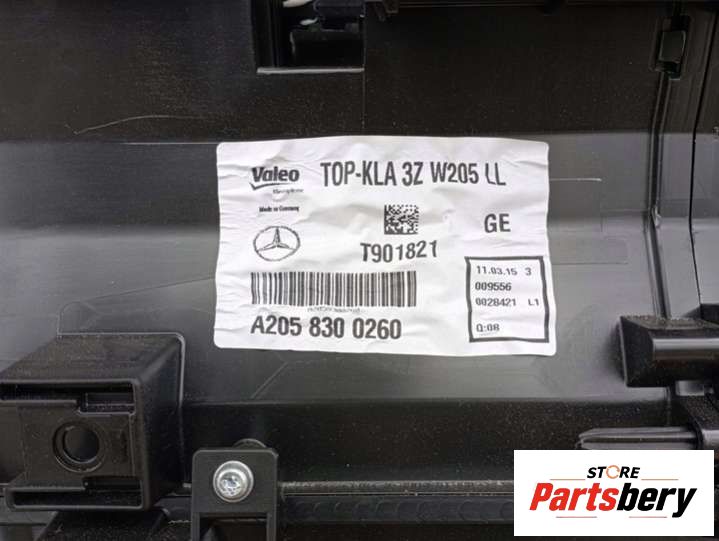 Valeo TOP-KLA 3Z W205 LL
Made in Germany
GE
T901821
11.03.15 3
009556
0028421 L1
Q:08
A205 830 0260
STORE
Partsbery